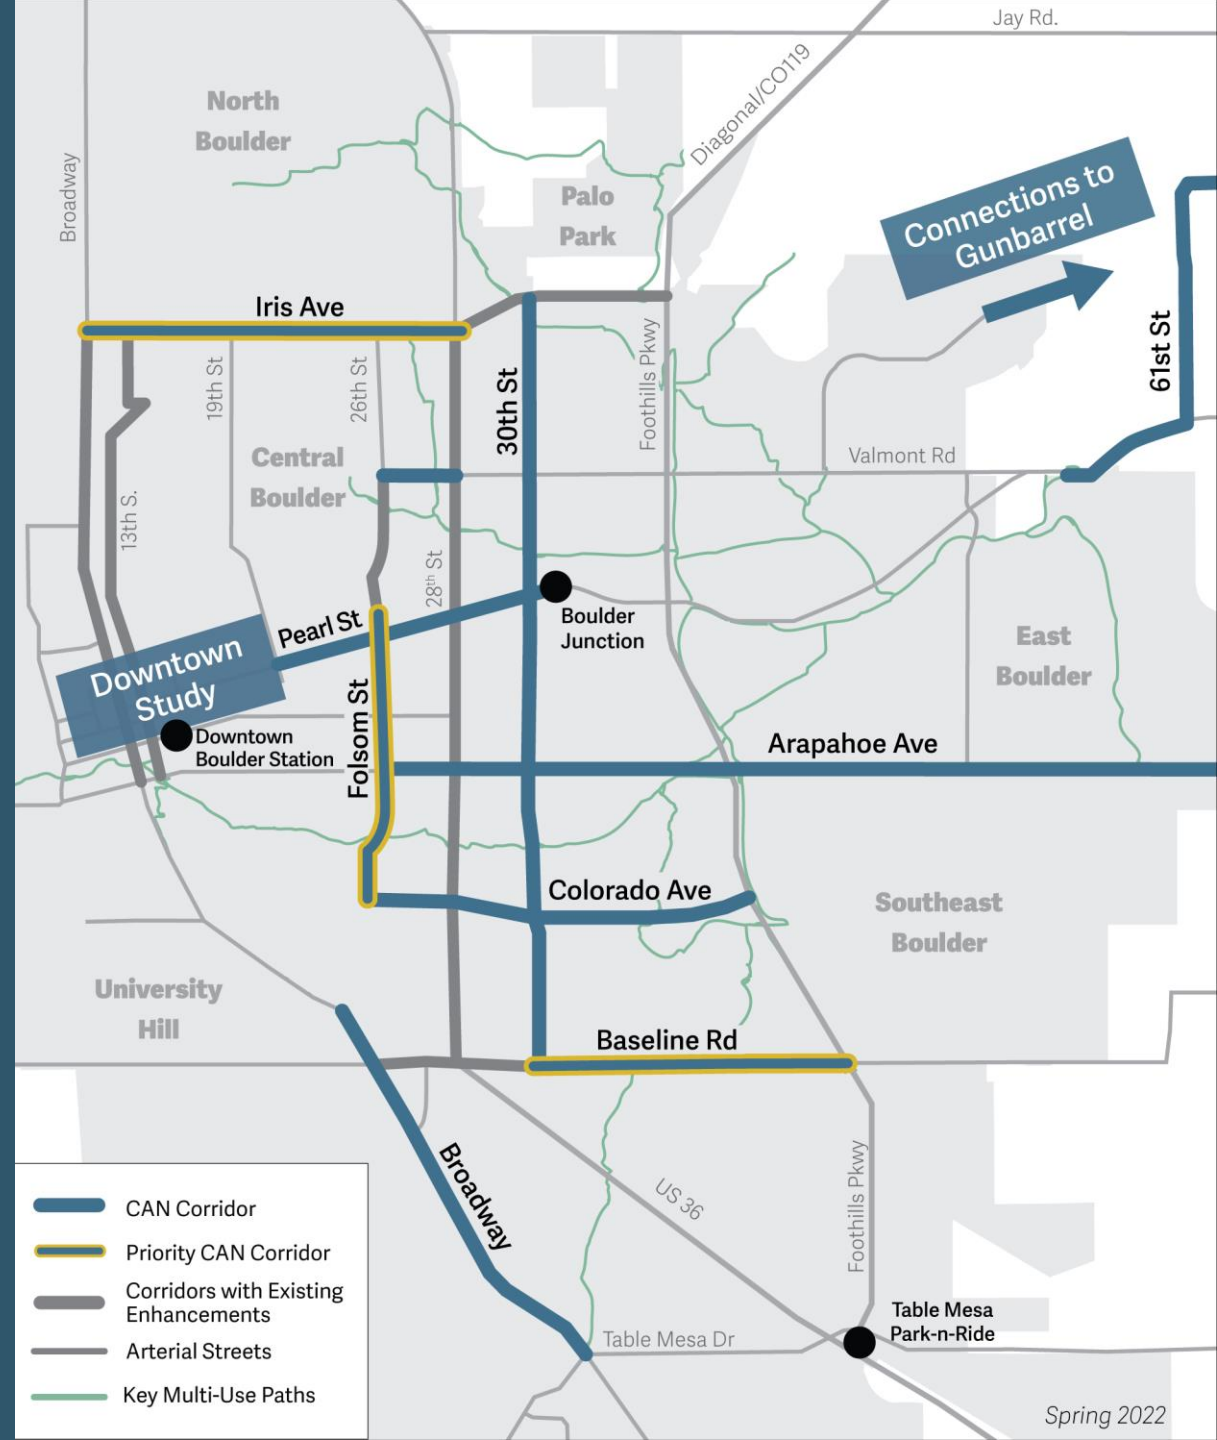 Jay Rd.
Diagonal/CO119
North
Boulder
Broadway
Palo
Park
Connections to
Gunbarrel
Iris Ave
61st St
19th St
26th St
30th St
Foothills Pkwy
Central
Boulder
Valmont Rd
13th S.
28th St
Boulder
Junction
Pearl St
East
Boulder
Downtown
Study
Folsom St
Downtown
Boulder Station
Arapahoe Ave
Colorado Ave
Southeast
Boulder
University
Hill
Baseline Rd
Broadway
US 36
Foothills Pkwy
Table Mesa
Park-n-Ride
Table Mesa Dr
CAN Corridor
Priority CAN Corridor
Corridors with Existing
Enhancements
Arterial Streets
Key Multi-Use Paths
Spring 2022